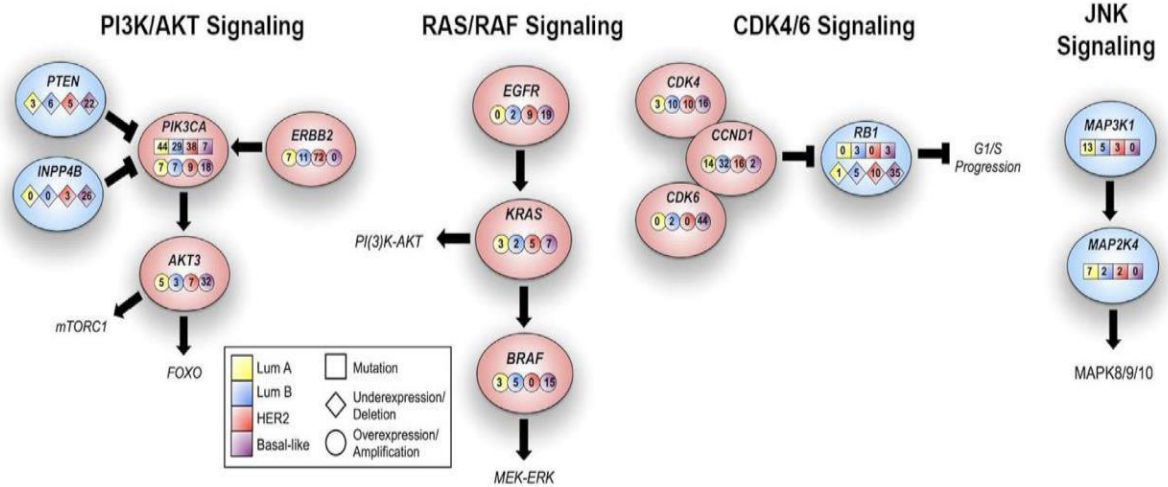 PI3K/AKT Signaling
PTEN
3 6 5 22
INPP4B
0 0 3 26
PIK3CA
44 29 38 7
7 7 9 18
ERBB2
7 11 72 0
AKT3
5 3 7 32
mTORC1
FOXO
RAS/RAF Signaling
EGFR
0 2 9 19
KRAS
3 2 5 7
PI(3)K-AKT
BRAF
3 5 0 15
MEK-ERK
CDK4/6 Signaling
CDK4
3 10 10 16
CCND1
14 32 16 2
CDK6
0 2 0 44
RB1
0 3 0 3
1 5 10 35
G1/S
Progression
JNK
Signaling
MAP3K1
13 5 3 0
MAP2K4
7 2 2 0
MAPK8/9/10
Lum A
Lum B
HER2
Basal-like
Mutation
Underexpression/
Deletion
Overexpression/
Amplification